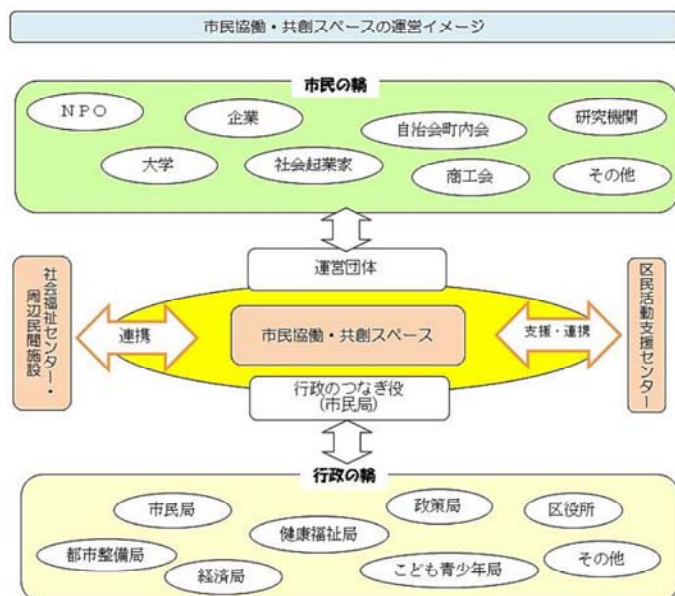 市民協働・共創スペースの運営イメージ
市民の輪
NPO
企業
自治会町内会
研究機関
大学
社会起業家
商工会
その他
運営団体
社会福祉センター・
周辺民間施設
連携
市民協働・共創スペース
支援・連携
区民活動支援センター
行政のつなぎ役
(市民局)
行政の輪
市民局
政策局
区役所
健康福祉局
都市整備局
経済局
こども青少年局
その他